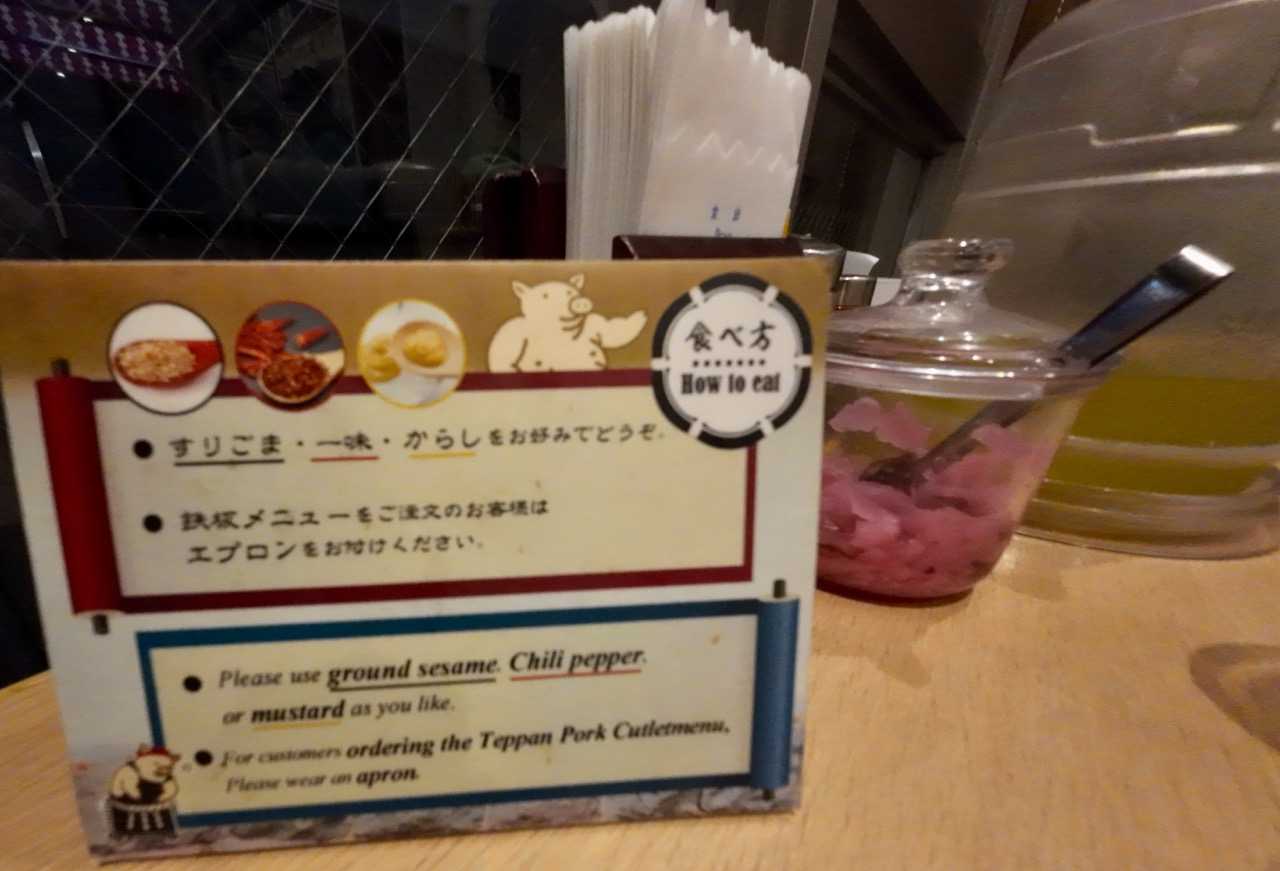 食べ方
How to eat
● すりごま・一味・からしをお好みでどうぞ。
● 鉄板メニューをご注文のお客様は
エプロンをお付けください。
● Please use ground sesame. Chili pepper.
or mustard as you like.
● For customers ordering the Teppan Pork Cutletmenu,
Please wear an apron.